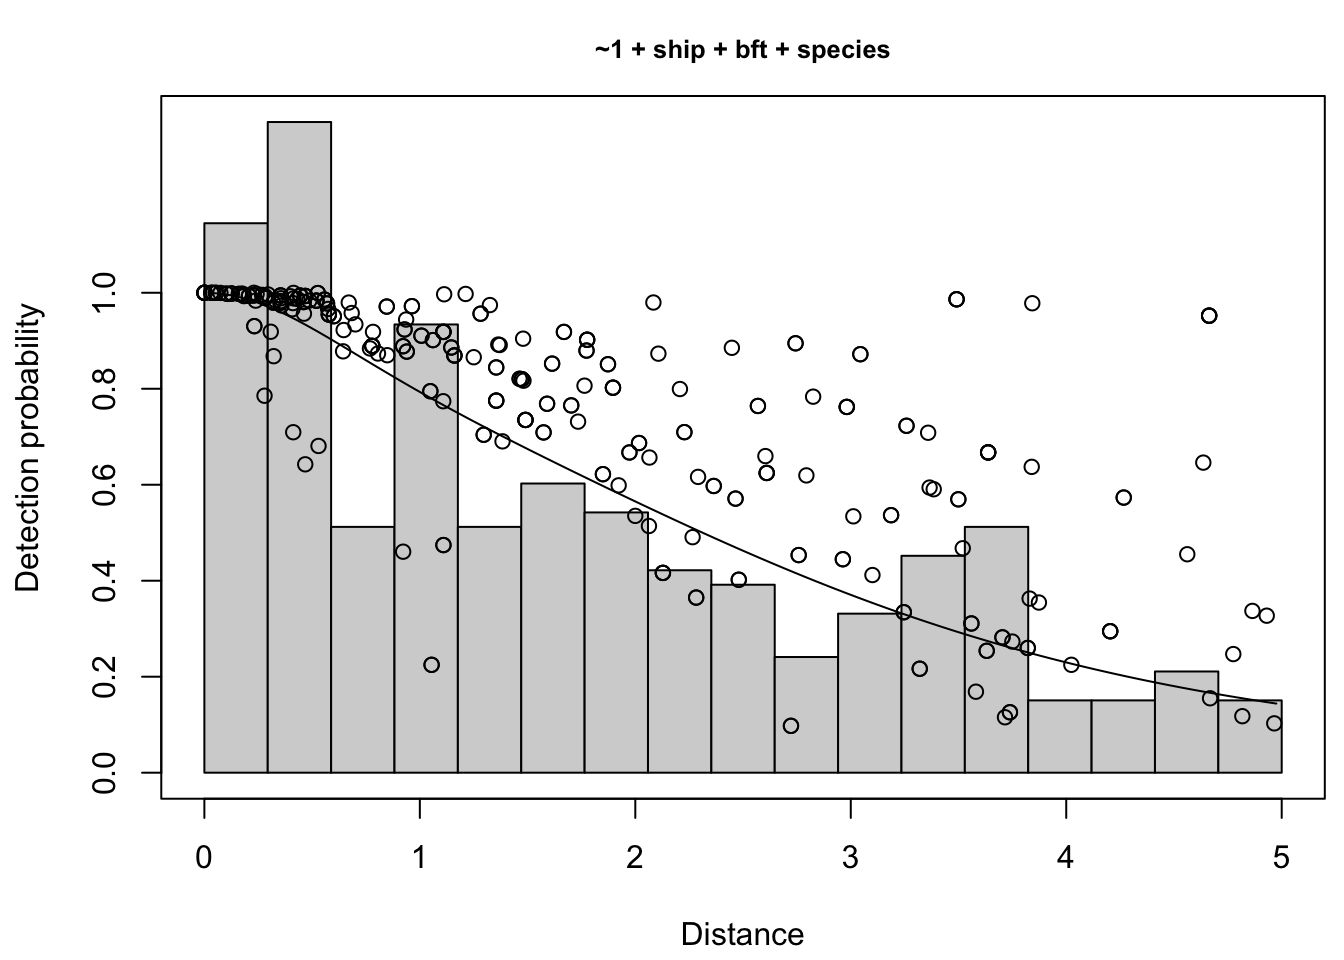 ~1 + ship + bft + species
Detection probability
1.0
0.8
0.6
0.4
0.2
0.0
0 1 2 3 4 5
Distance